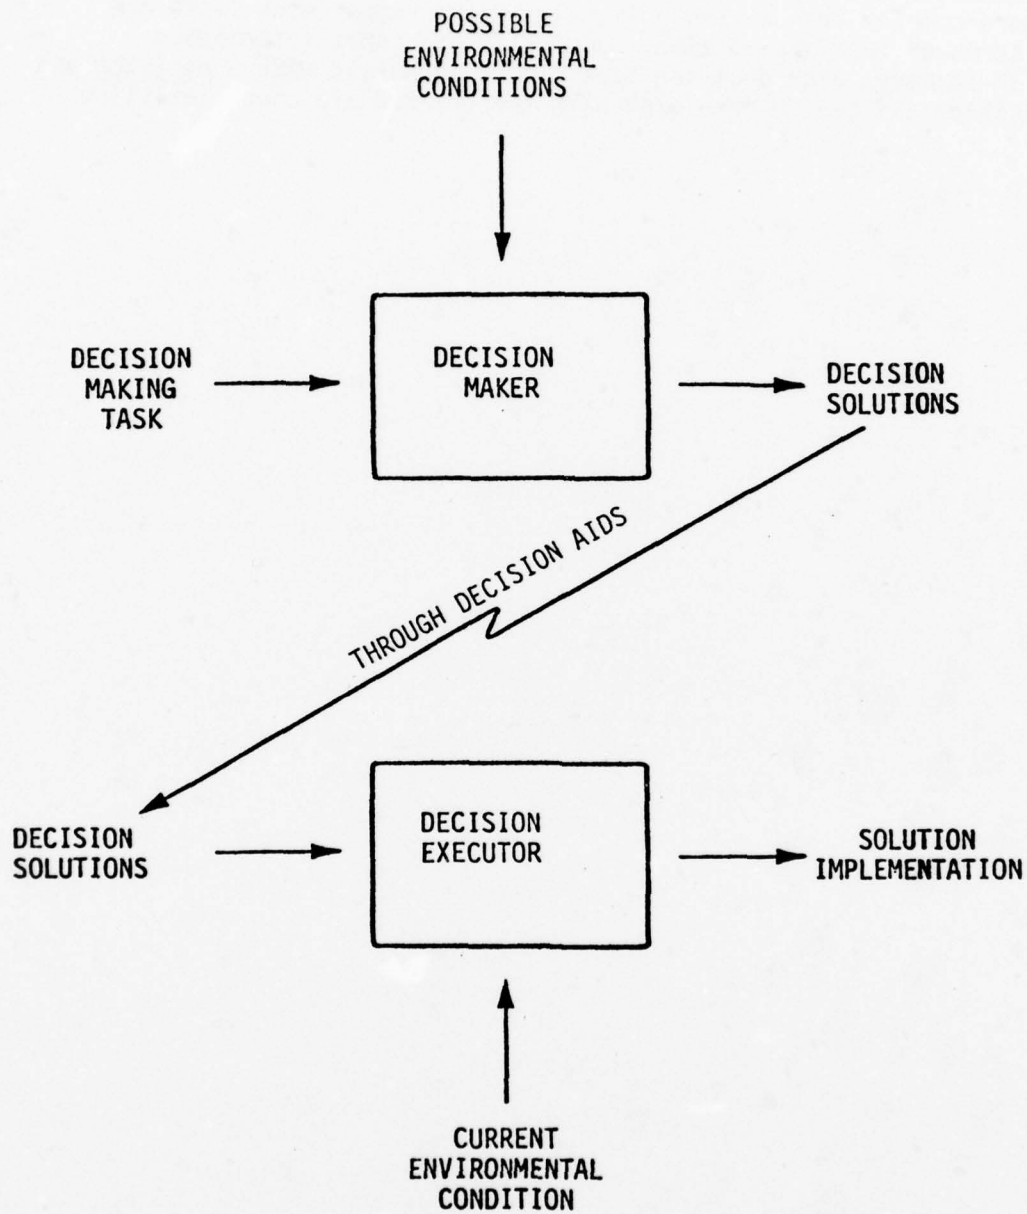 POSSIBLE
ENVIRONMENTAL
CONDITIONS
DECISION
MAKING
TASK
DECISION
MAKER
DECISION
SOLUTIONS
THROUGH DECISION AIDS
DECISION
SOLUTIONS
DECISION
EXECUTOR
SOLUTION
IMPLEMENTATION
CURRENT
ENVIRONMENTAL
CONDITION